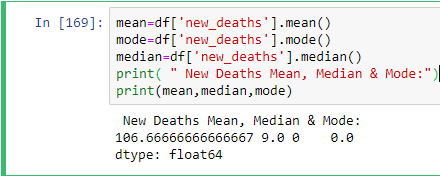 In [169]: mean=df['new_deaths'].mean()
mode=df['new_deaths'].mode()
median=df['new_deaths'].median()
print( " New Deaths Mean, Median & Mode:")
print(mean,median,mode)
New Deaths Mean, Median & Mode:
106.66666666666667 9.0 0    0.0
dtype: float64